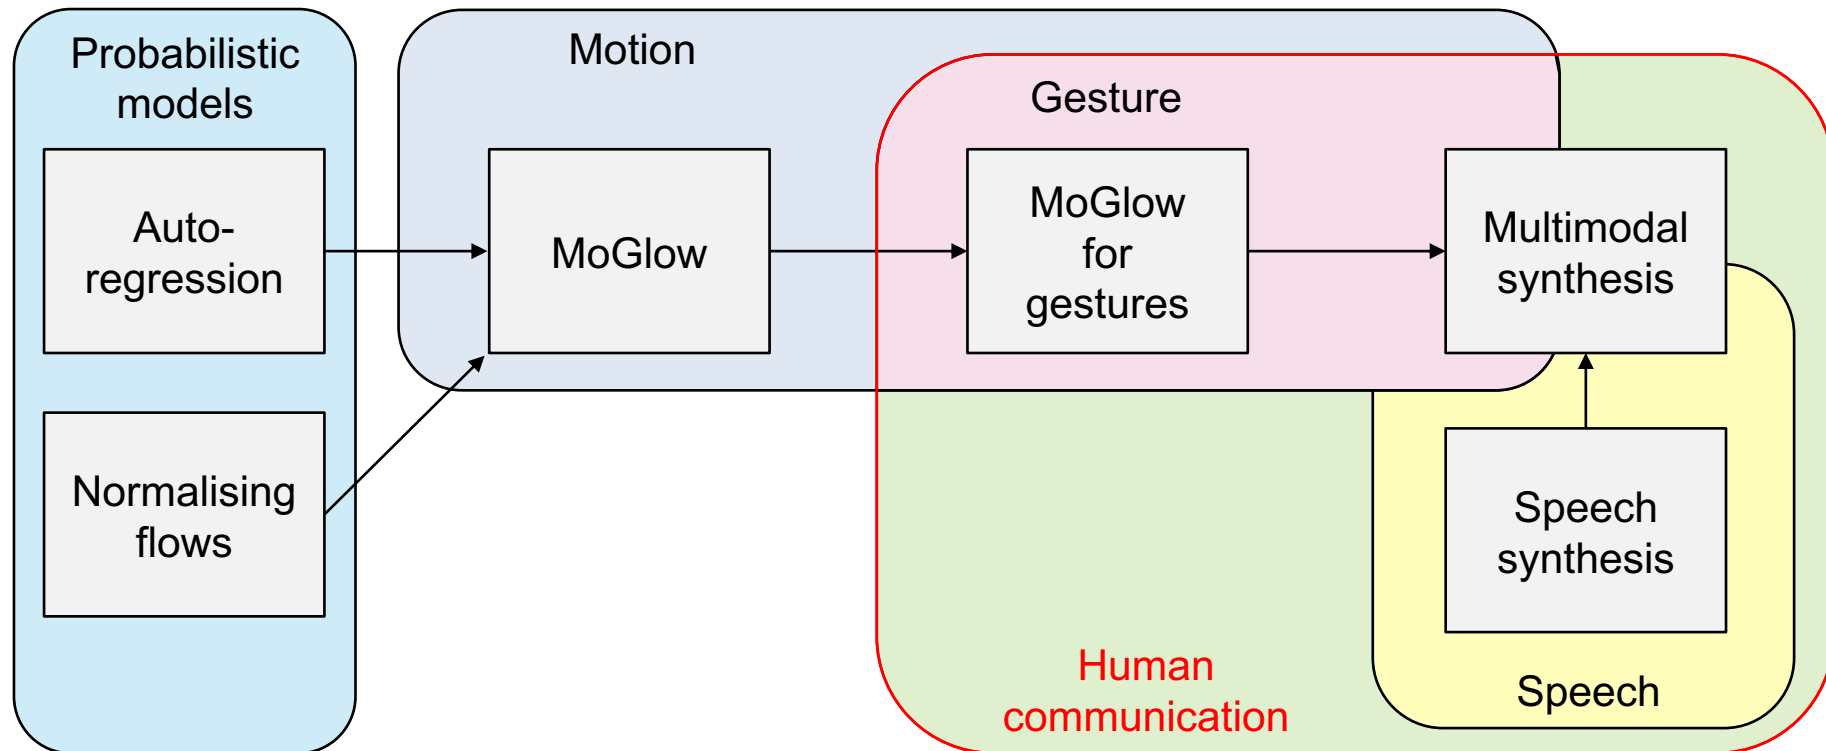 Probabilistic
models
Auto-
regression
Normalising
flows
Motion
MoGlow
Gesture
MoGlow
for
gestures
Multimodal
synthesis
Speech
synthesis
Speech
Human
communication